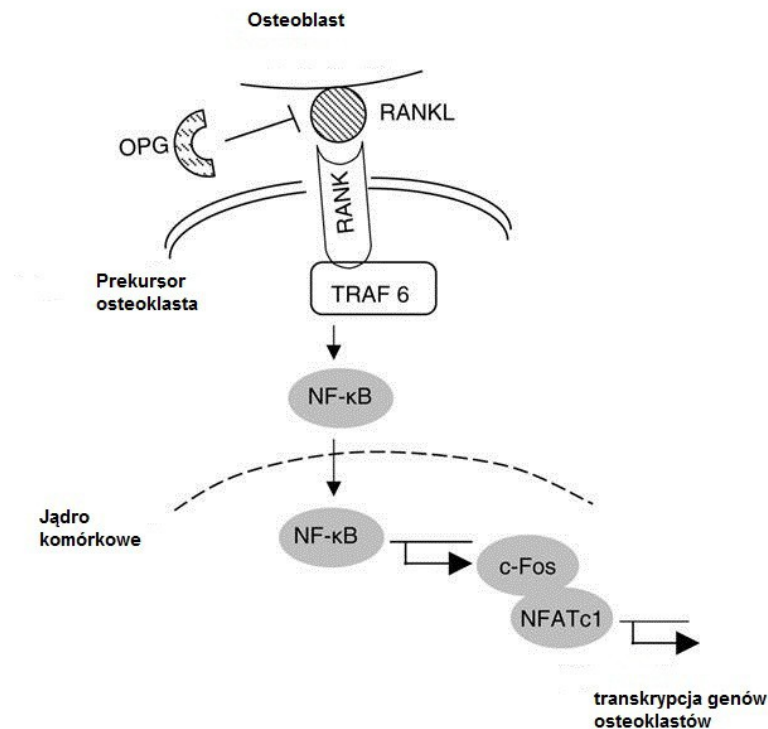 Osteoblast
RANKL
OPG
RANK
Prekursor
osteoklasta
TRAF 6
NF-κB
Jądro
komórkowe
NF-κB
c-Fos
NFATc1
transkrypcja genów
osteoklastów